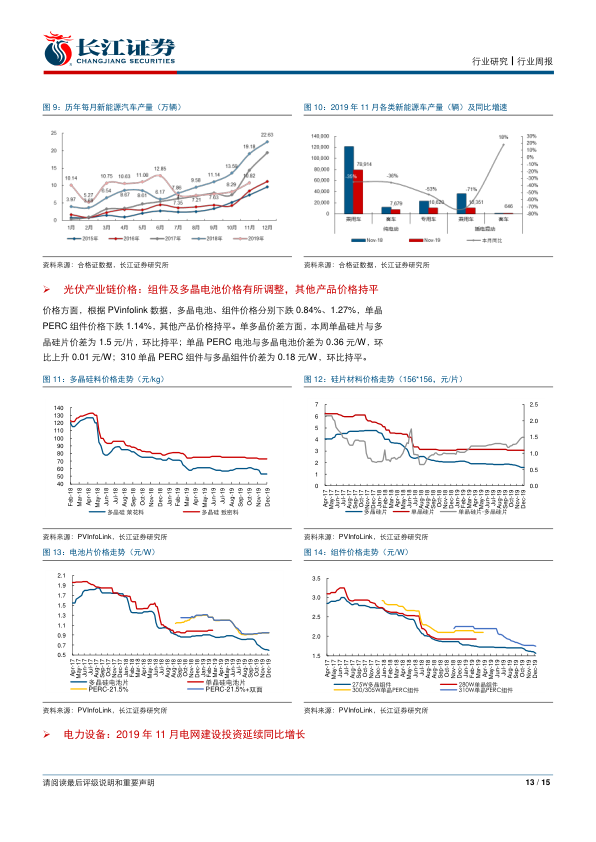 长江证券
CHANGJIANG SECURITIES
行业研究┃行业周报
图 9：历年每月新能源汽车产量（万辆）
图 10：2019 年 11 月各类新能源车产量（辆）及同比增速
25
20
15
10
5
0
10.14
3.97
5.27
5.69
10.75
6.54
10.63
8.67
11.06
8.61
12.85
6.17
7.86
7.35
9.58
7.21
11.14
7.63
13.58
8.29
19.18
10.82
22.63
1月 2月 3月 4月 5月 6月 7月 8月 9月 10月 11月 12月
2015年 2016年 2017年 2018年 2019年
140,000
120,000
100,000
80,000
60,000
40,000
20,000
0
30%
20%
10%
0%
-10%
-20%
-30%
-40%
-50%
-60%
-70%
-80%
-35%
-36%
-53%
-71%
18%
7,679
10,351
646
乘用车 客车 专用车 乘用车 客车
纯电动 插电混动
Nov-18 Nov-19 本月同比
资料来源：合格证数据，长江证券研究所
资料来源：合格证数据，长江证券研究所
➢ 光伏产业链价格：组件及多晶电池价格有所调整，其他产品价格持平
价格方面，根据 PVinfolink 数据，多晶电池、组件价格分别下跌 0.84%、1.27%，单晶
PERC 组件价格下跌 1.14%，其他产品价格持平。单多晶价差方面，本周单晶硅片与多
晶硅片价差为 1.5 元/片，环比持平；单晶 PERC 电池与多晶电池价差为 0.36 元/W，环
比上升 0.01 元/W；310 单晶 PERC 组件与多晶组件价差为 0.18 元/W，环比持平。
图 11：多晶硅料价格走势（元/kg）
图 12：硅片材料价格走势（156*156，元/片）
140
130
120
110
100
90
80
70
60
50
40
Feb-18 Mar-18 Apr-18 May-18 Jun-18 Jul-18 Aug-18 Sep-18 Oct-18 Nov-18 Dec-18 Jan-19 Feb-19 Mar-19 Apr-19 May-19 Jun-19 Jul-19 Aug-19 Sep-19 Oct-19 Nov-19 Dec-19
多晶硅 菜花料 多晶硅 致密料
7
6
5
4
3
2
1
0
2.5
2.0
1.5
1.0
0.5
0.0
多晶硅片 单晶硅片 单晶硅片-多晶硅片
资料来源：PVInfoLink，长江证券研究所
资料来源：PVInfoLink，长江证券研究所
图 13：电池片价格走势（元/W）
图 14：组件价格走势（元/W）
2.1
1.9
1.7
1.5
1.3
1.1
0.9
0.7
0.5
多晶硅电池片 单晶硅电池片
PERC-21.5% PERC-21.5%+双面
3.5
3.0
2.5
2.0
1.5
275W多晶组件 280W单晶组件
300/305W单晶PERC组件 310W单晶PERC组件
资料来源：PVInfoLink，长江证券研究所
资料来源：PVInfoLink，长江证券研究所
➢ 电力设备：2019 年 11 月电网建设投资延续同比增长
请阅读最后评级说明和重要声明
13 / 15